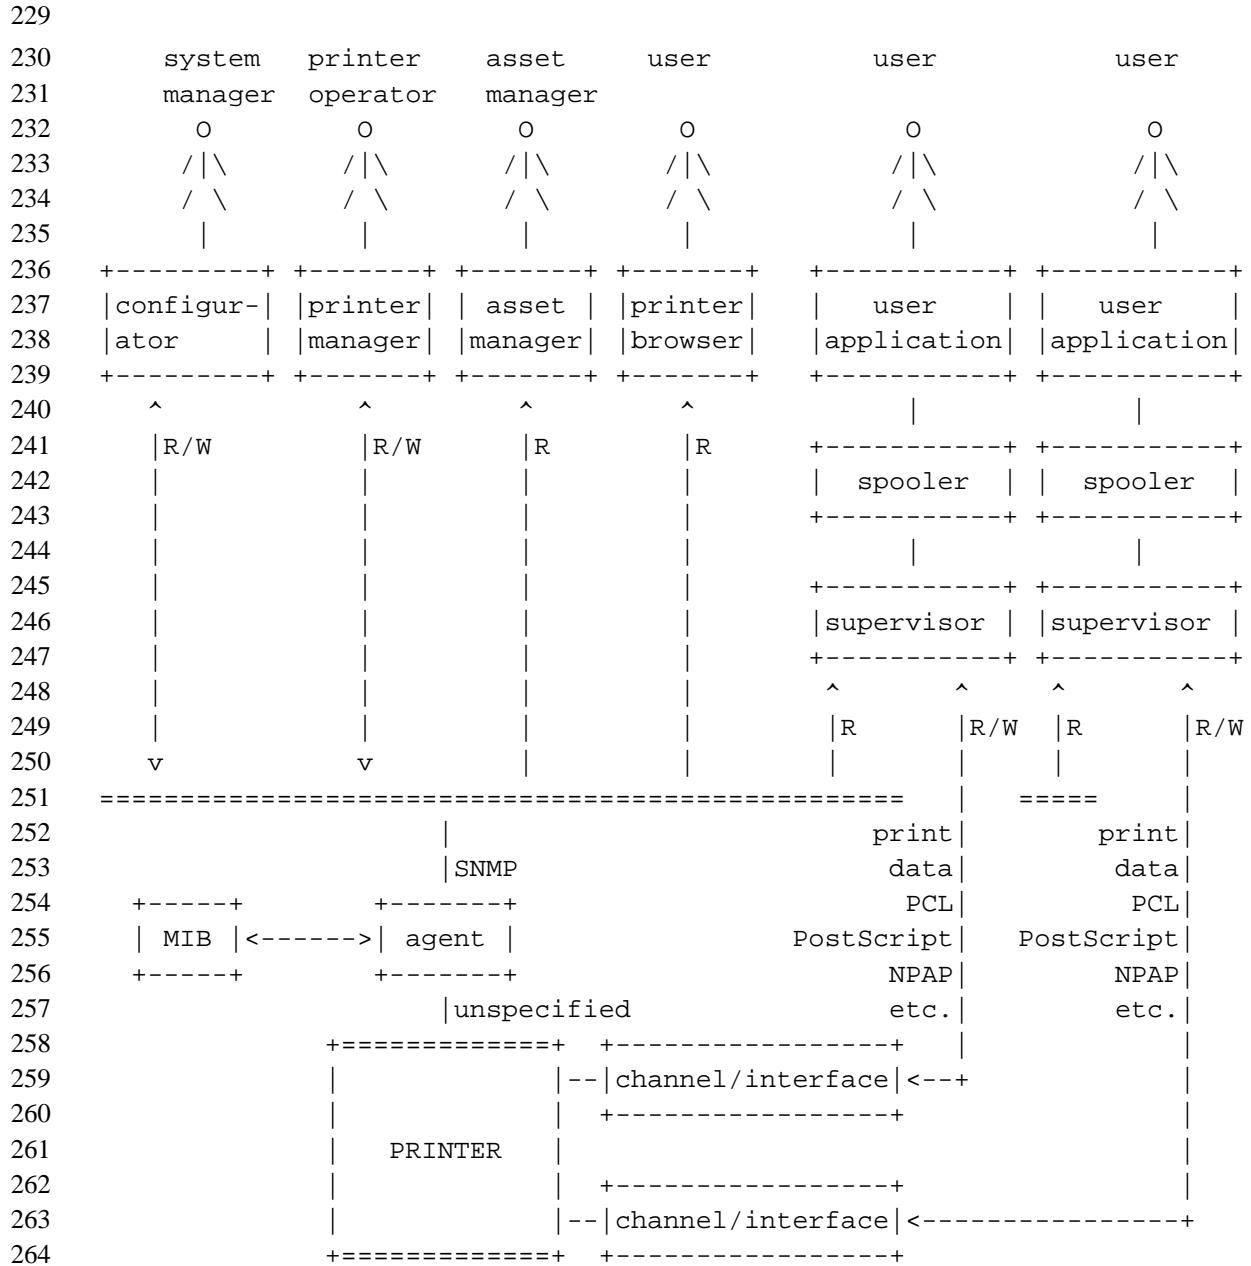 229
230 system printer asset user user user
231 manager operator manager
232 O O O O O O
233 /|\ /|\ /|\ /|\ /|\ /|\
234 / \ / \ / \ / \ / \ / \
235 | | | | | |
236 +---------+ +-------+ +-------+ +-------+ +-----------+ +-----------+
237 |configur-| |printer| | asset | |printer| | user | | user |
238 |ator | |manager| |manager| |browser| |application| |application|
239 +---------+ +-------+ +-------+ +-------+ +-----------+ +-----------+
240 ^ ^ ^ ^ | |
241 |R/W |R/W |R |R +-----------+ +-----------+
242 | | | | | spooler | | spooler |
243 | | | | +-----------+ +-----------+
244 | | | | | |
245 | | | | +-----------+ +-----------+
246 | | | | |supervisor | |supervisor |
247 | | | | +-----------+ +-----------+
248 | | | | ^ ^ ^ ^
249 | | | | |R |R/W |R |R/W
250 v v | | | | | |
251 ================================================== | ===== |
252 | print| print|
253 |SNMP data| data|
254 +-----+ +-------+ PCL| PCL|
255 | MIB |<------>| agent | PostScript| PostScript|
256 +-----+ +-------+ NPAP| NPAP|
257 |unspecified etc.| etc.|
258 +=============+ +-----------------+ | |
259 | |--|channel/interface|<--+ |
260 | | +-----------------+ |
261 | PRINTER | |
262 | | +-----------------+ |
263 | |--|channel/interface|<----------------+
264 +=============+ +-----------------+